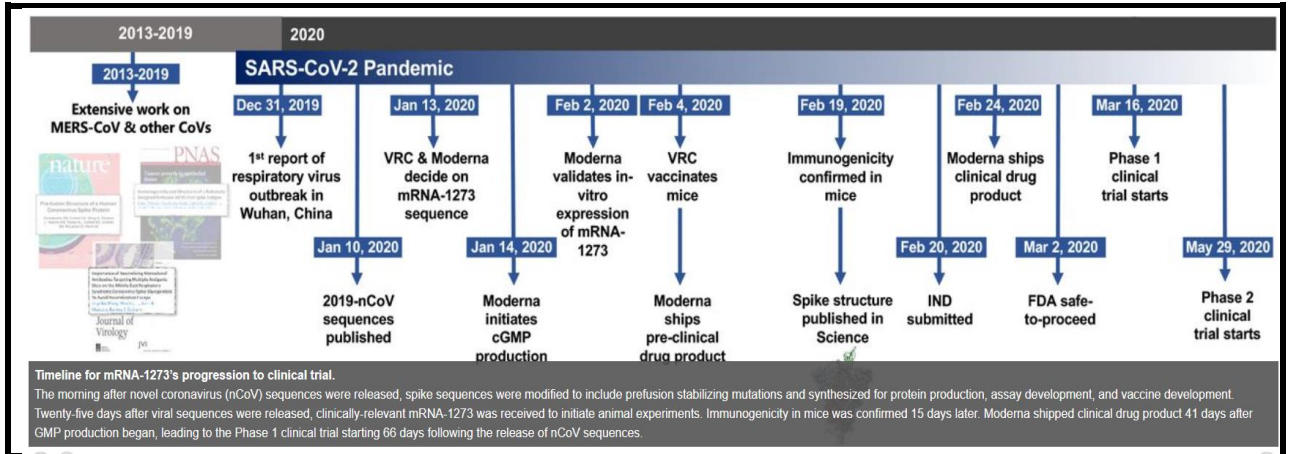 2013-2019
2020
SARS-CoV-2 Pandemic
2013-2019
Extensive work on
MERS-CoV & other CoVs
nature
PNAS
Journal of
Virology
JVI
Dec 31, 2019
1st report of
respiratory virus
outbreak in
Wuhan, China
Jan 10, 2020
2019-nCoV
sequences
published
Jan 13, 2020
VRC & Moderna
decide on
mRNA-1273
sequence
Jan 14, 2020
Moderna
initiates
cGMP
production
Feb 2, 2020
Moderna
validates in-
vitro
expression
of mRNA-
1273
Feb 4, 2020
VRC
vaccinates
mice
Moderna
ships
pre-clinical
drug product
Feb 19, 2020
Immunogenicity
confirmed in
mice
Spike structure
published in
Science
Feb 20, 2020
IND
submitted
Feb 24, 2020
Moderna ships
clinical drug
product
Mar 2, 2020
FDA safe-
to-proceed
Mar 16, 2020
Phase 1
clinical
trial starts
May 29, 2020
Phase 2
clinical
trial starts
Timeline for mRNA-1273's progression to clinical trial.
The morning after novel coronavirus (nCoV) sequences were released, spike sequences were modified to include prefusion stabilizing mutations and synthesized for protein production, assay development, and vaccine development.
Twenty-five days after viral sequences were released, clinically-relevant mRNA-1273 was received to initiate animal experiments. Immunogenicity in mice was confirmed 15 days later. Moderna shipped clinical drug product 41 days after
GMP production began, leading to the Phase 1 clinical trial starting 66 days following the release of nCoV sequences.